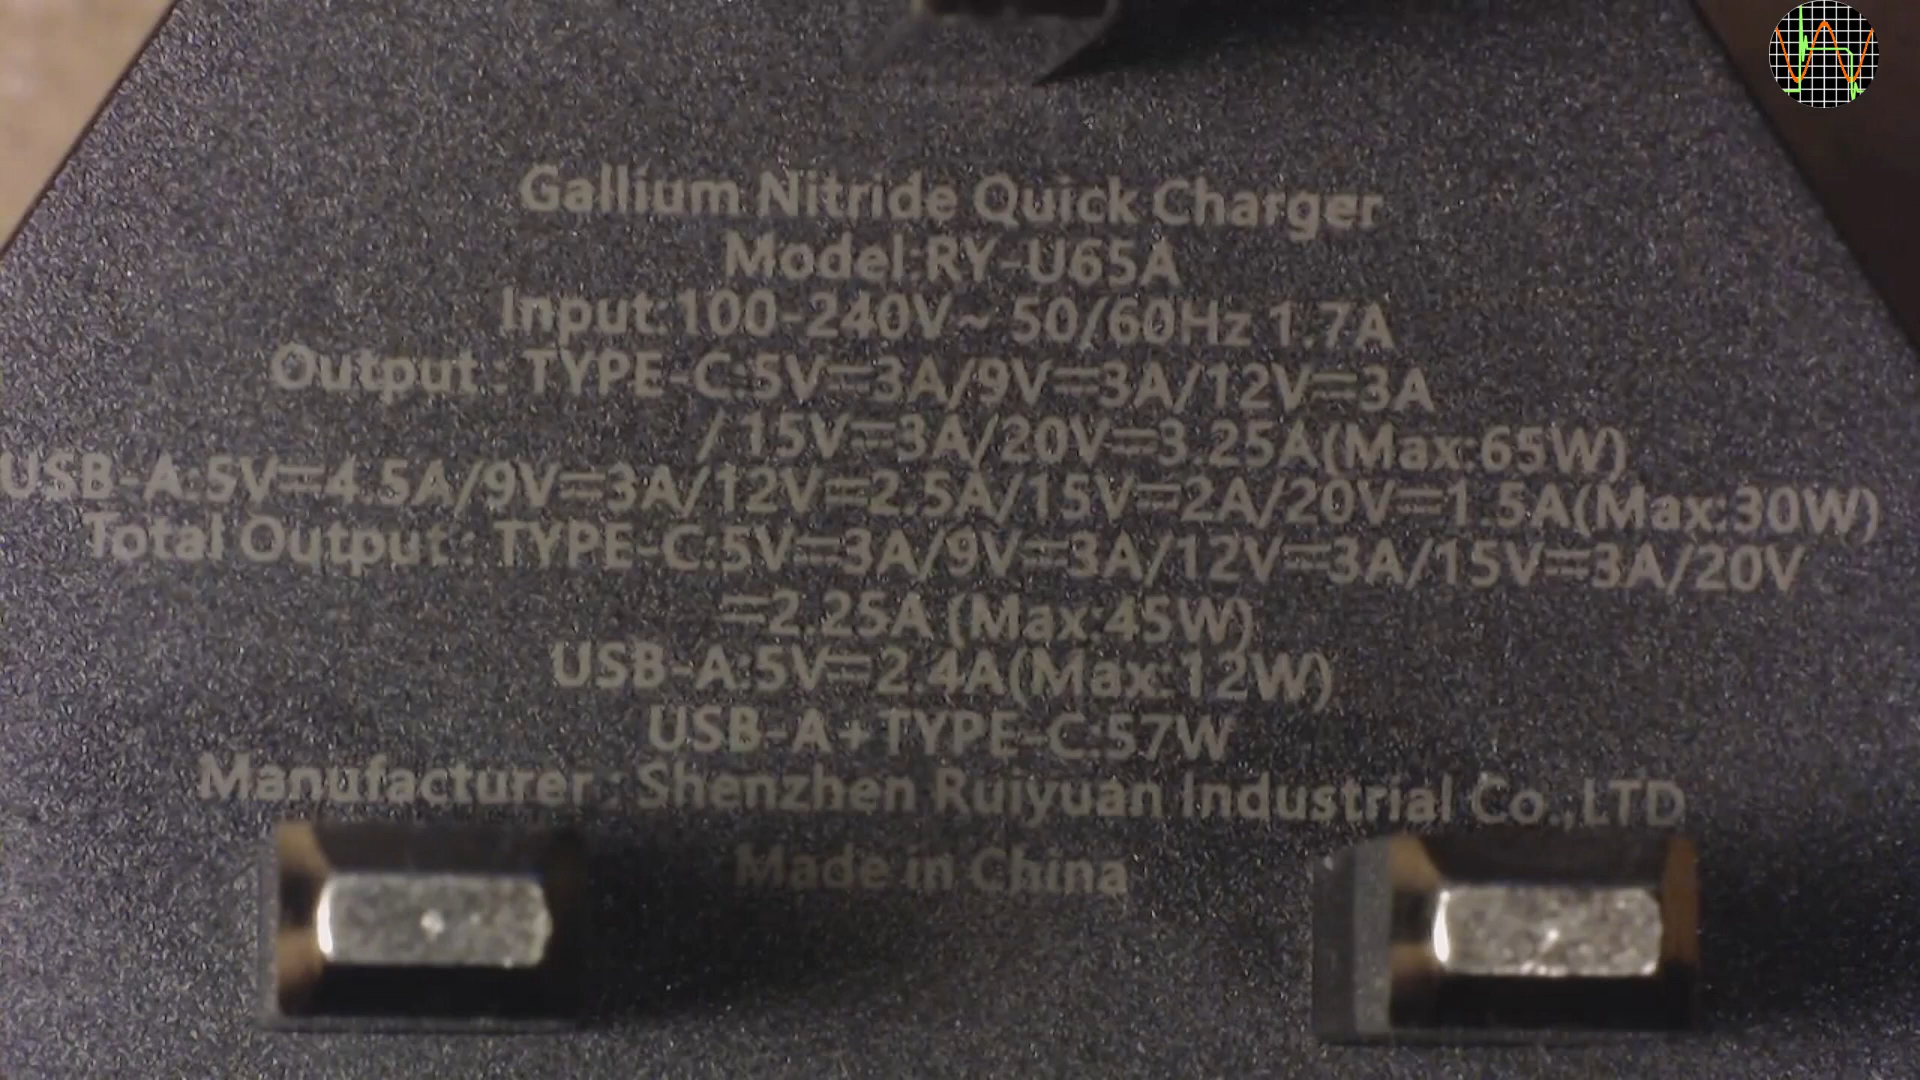 Gallium Nitride Quick Charger
Model:RY-U65A
Input:100-240V~ 50/60Hz 1.7A
Output : TYPE-C:5V⎓3A/9V⎓3A/12V⎓3A
/ 15V⎓3A/20V⎓3.25A(Max:65W)
USB-A:5V⎓4.5A/9V⎓3A/12V⎓2.5A/15V⎓2A/20V⎓1.5A(Max:30W)
Total Output : TYPE-C:5V⎓3A/9V⎓3A/12V⎓3A/15V⎓3A/20V
⎓2.25A (Max:45W)
USB-A:5V⎓2.4A(Max:12W)
USB-A+TYPE-C:57W
Manufacturer : Shenzhen Ruiyuan Industrial Co.,LTD
Made in China